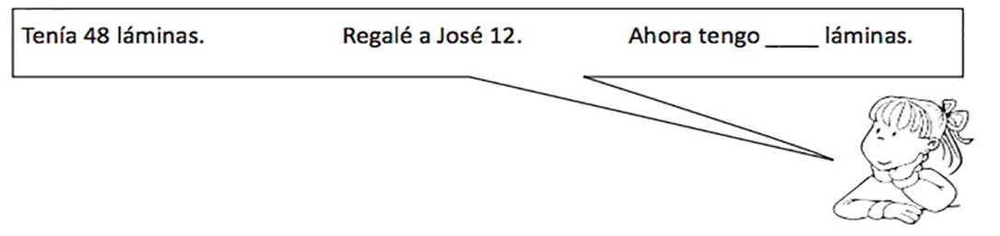 Tenía 48 láminas. Regalé a José 12. Ahora tengo ____ láminas.